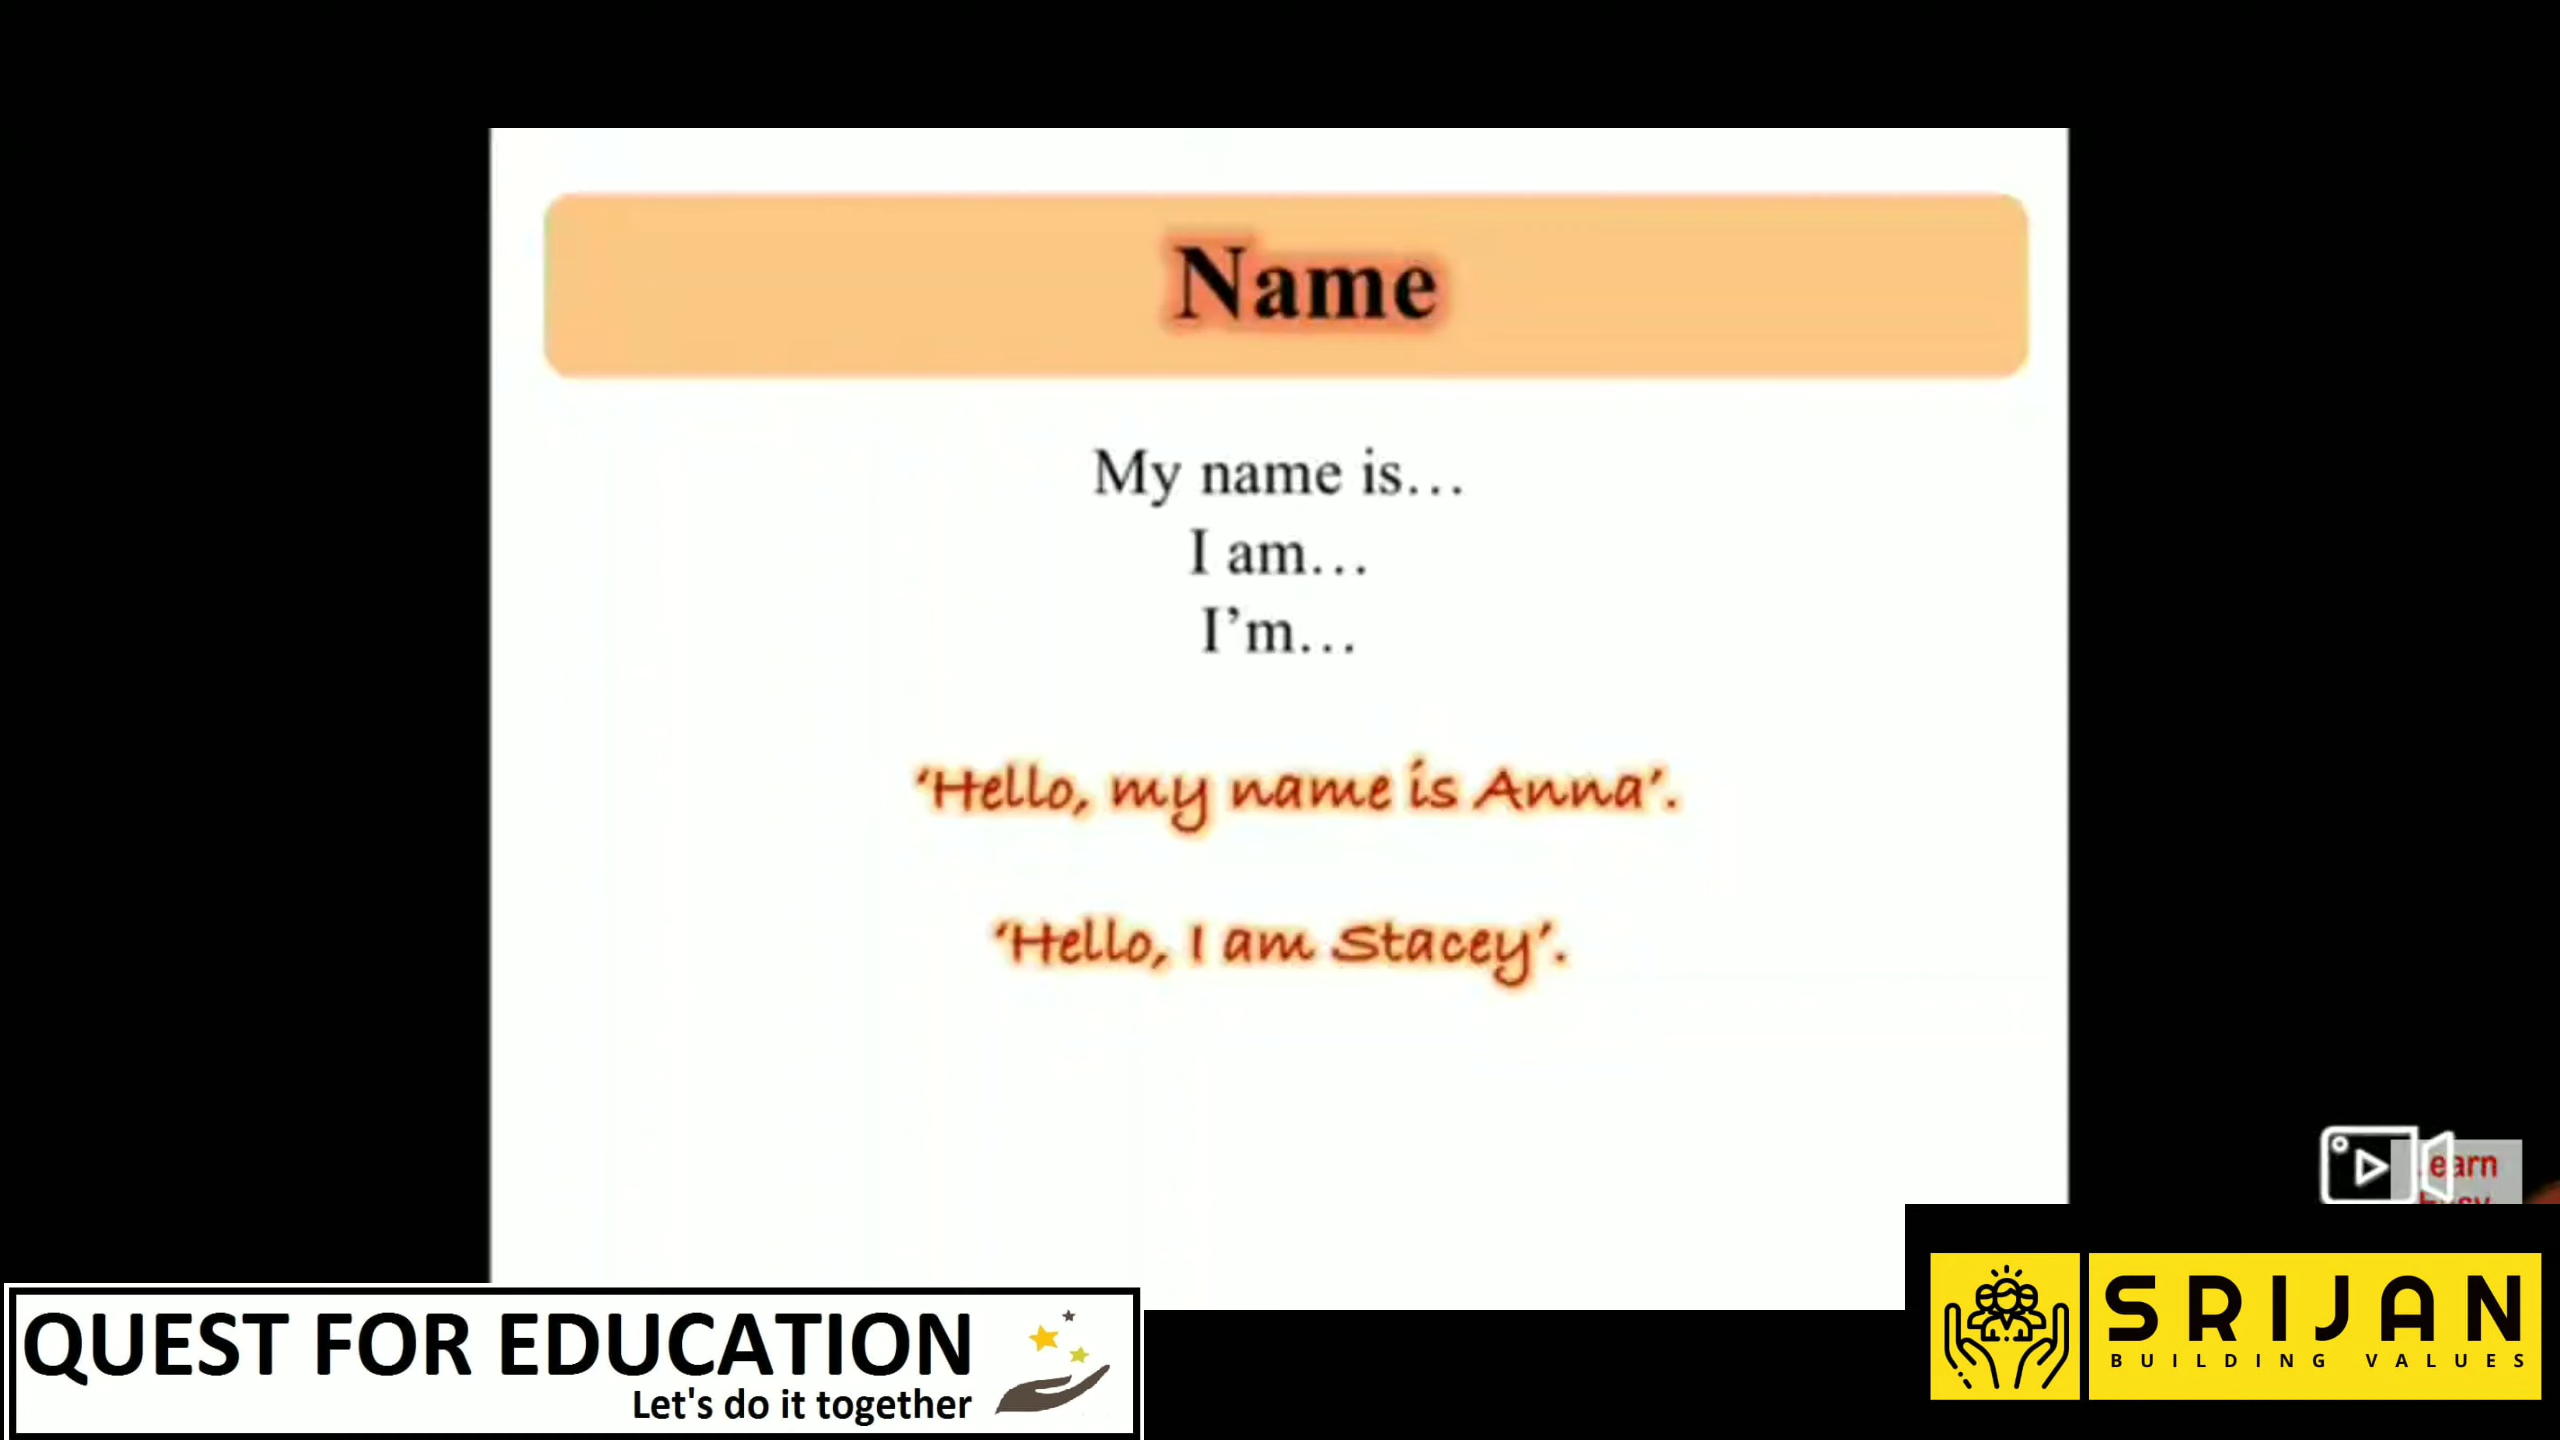 Name
My name is...
I am...
I'm...
'Hello, my name is Anna'.
'Hello, I am Stacey'.
QUEST FOR EDUCATION
Let's do it together
SRIJAN
BUILDING VALUES